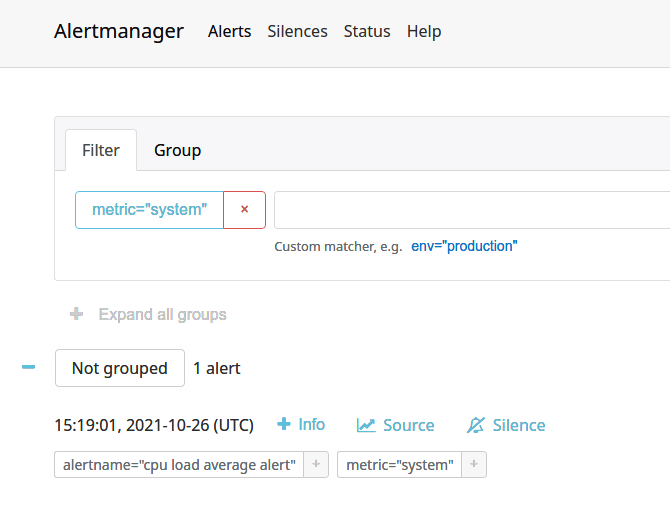 Alertmanager Alerts Silences Status Help
Filter Group
metric="system" ×
Custom matcher, e.g. env="production"
+ Expand all groups
− Not grouped 1 alert
15:19:01, 2021-10-26 (UTC) + Info Source Silence
alertname="cpu load average alert" + metric="system" +